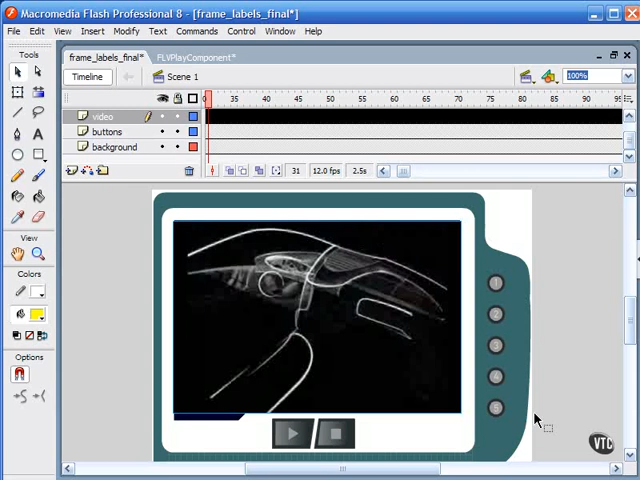 Macromedia Flash Professional 8 - [frame_labels_final*]
File Edit View Insert Modify Text Commands Control Window Help
Tools
frame_labels_final* FLVPlayComponent*
Timeline Scene 1 100%
35 40 45 50 55 60 65 70 75 80 85 90 95
video
buttons
background
31 12.0 fps 2.5s
View
Colors
Options
1
2
3
4
5
VTC